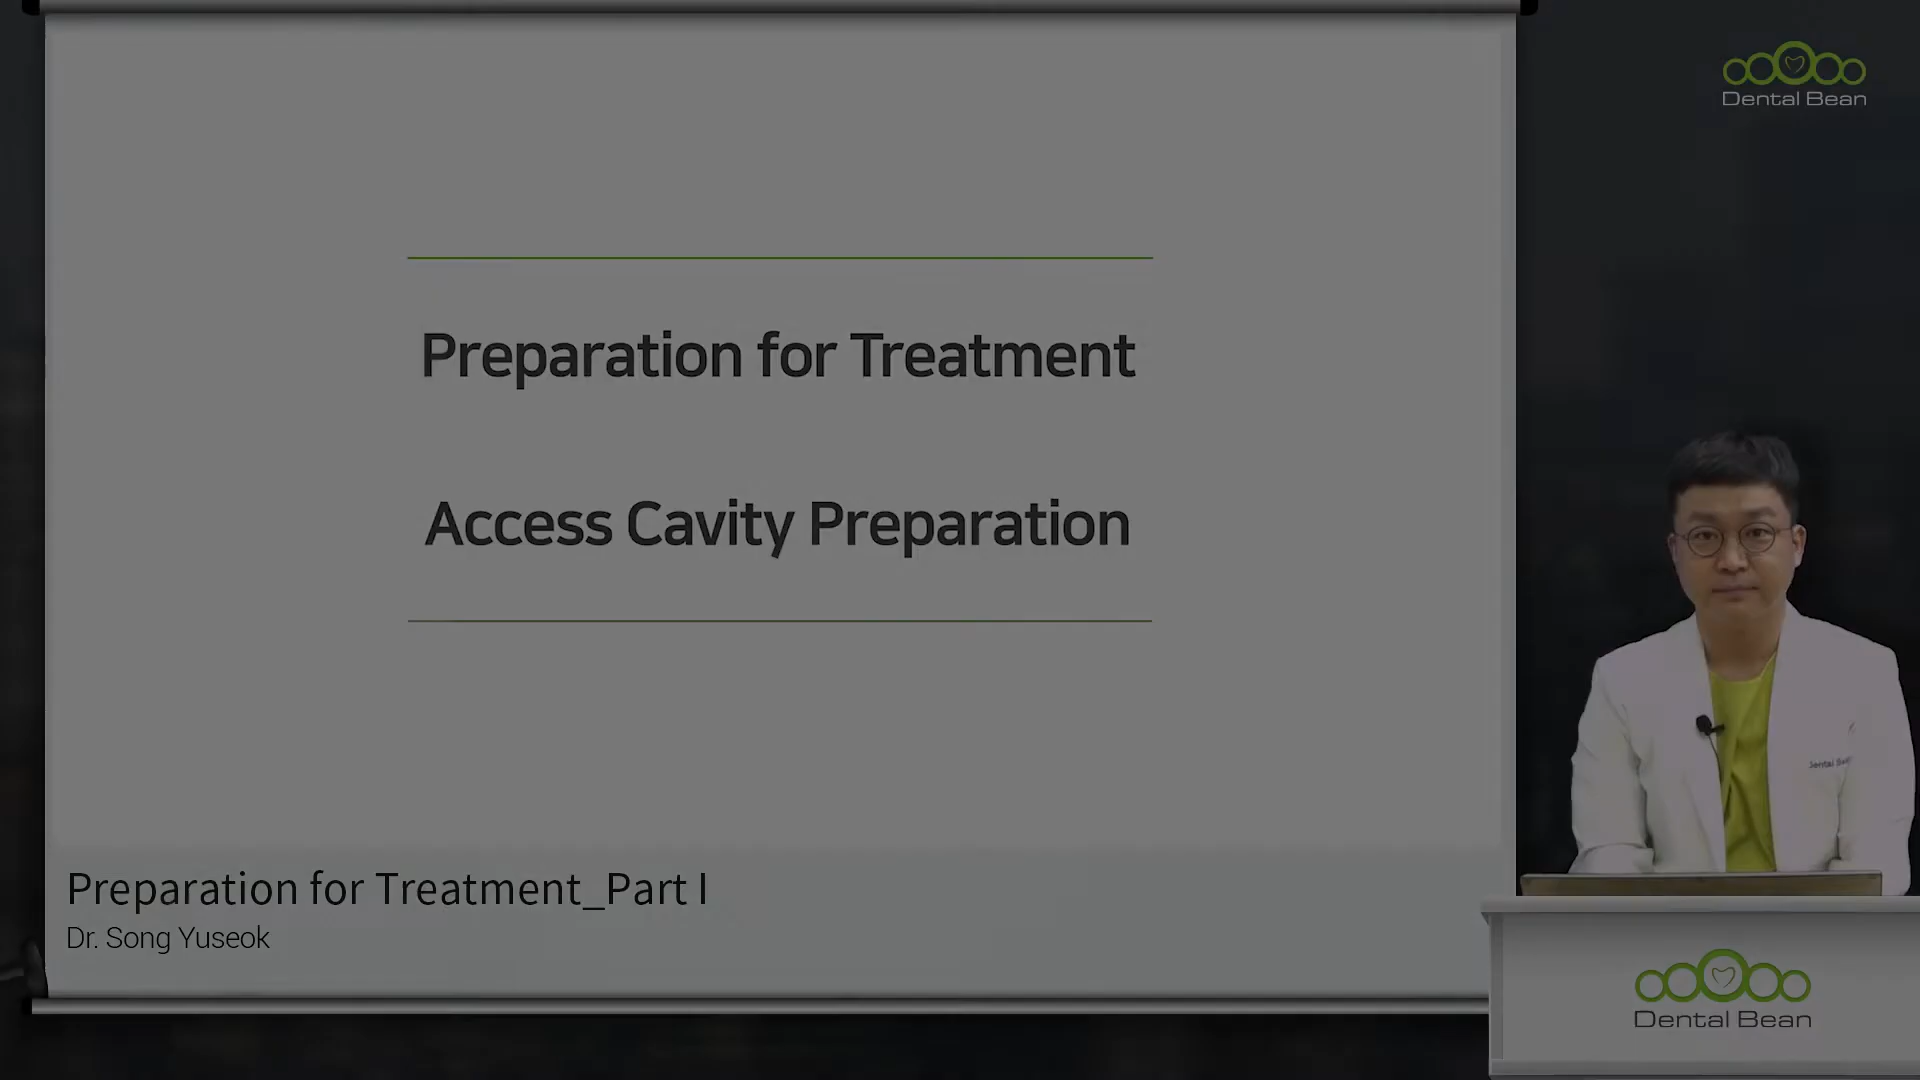 Dental Bean
Preparation for Treatment
Access Cavity Preparation
Preparation for Treatment_Part I
Dr. Song Yuseok
Dental Bean